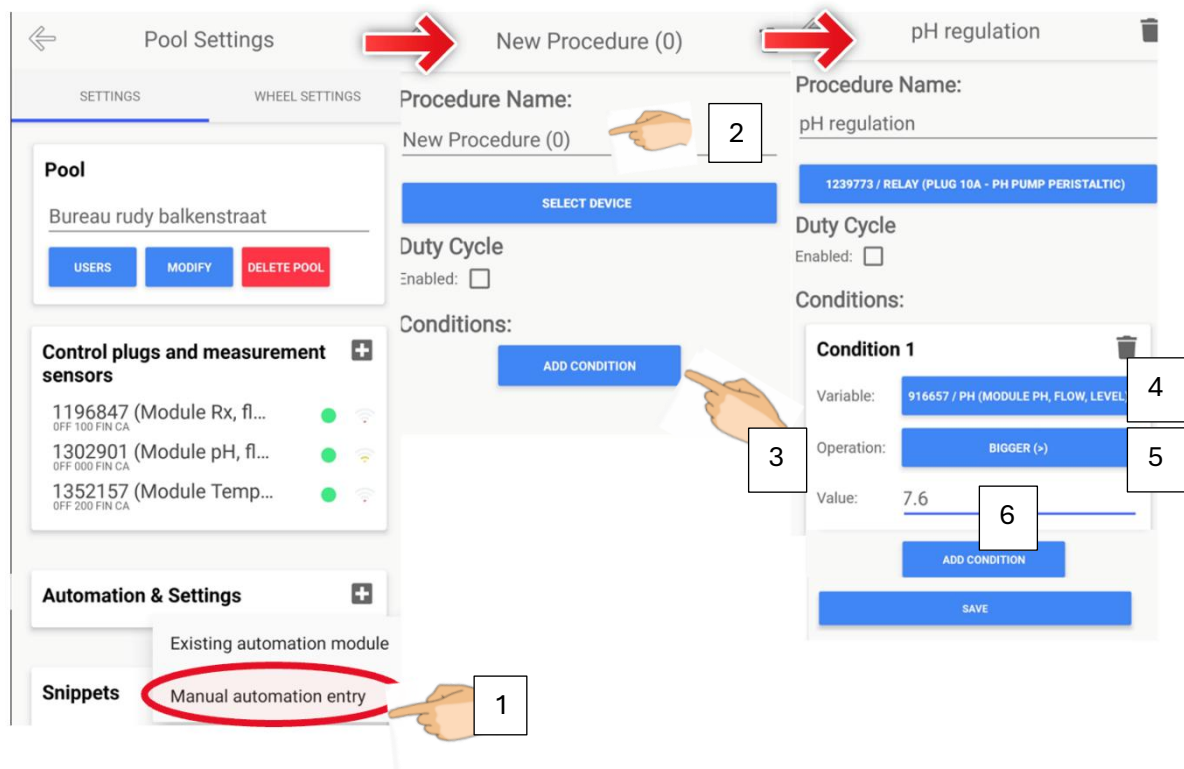 Pool Settings
SETTINGS
WHEEL SETTINGS
Pool
Bureau rudy balkenstraat
USERS
MODIFY
DELETE POOL
Control plugs and measurement
sensors
1196847 (Module Rx, fl...
0FF 100 FIN CA
1302901 (Module pH, fl...
0FF 000 FIN CA
1352157 (Module Temp...
0FF 200 FIN CA
Automation & Settings
Existing automation module
Snippets
Manual automation entry
1
New Procedure (0)
Procedure Name:
New Procedure (0)
2
SELECT DEVICE
Duty Cycle
Enabled:
Conditions:
ADD CONDITION
3
pH regulation
Procedure Name:
pH regulation
1239773 / RELAY (PLUG 10A - PH PUMP PERISTALTIC)
Duty Cycle
Enabled:
Conditions:
Condition 1
Variable:
916657 / PH (MODULE PH, FLOW, LEVEL)
4
Operation:
BIGGER (>)
5
Value:
7.6
6
ADD CONDITION
SAVE